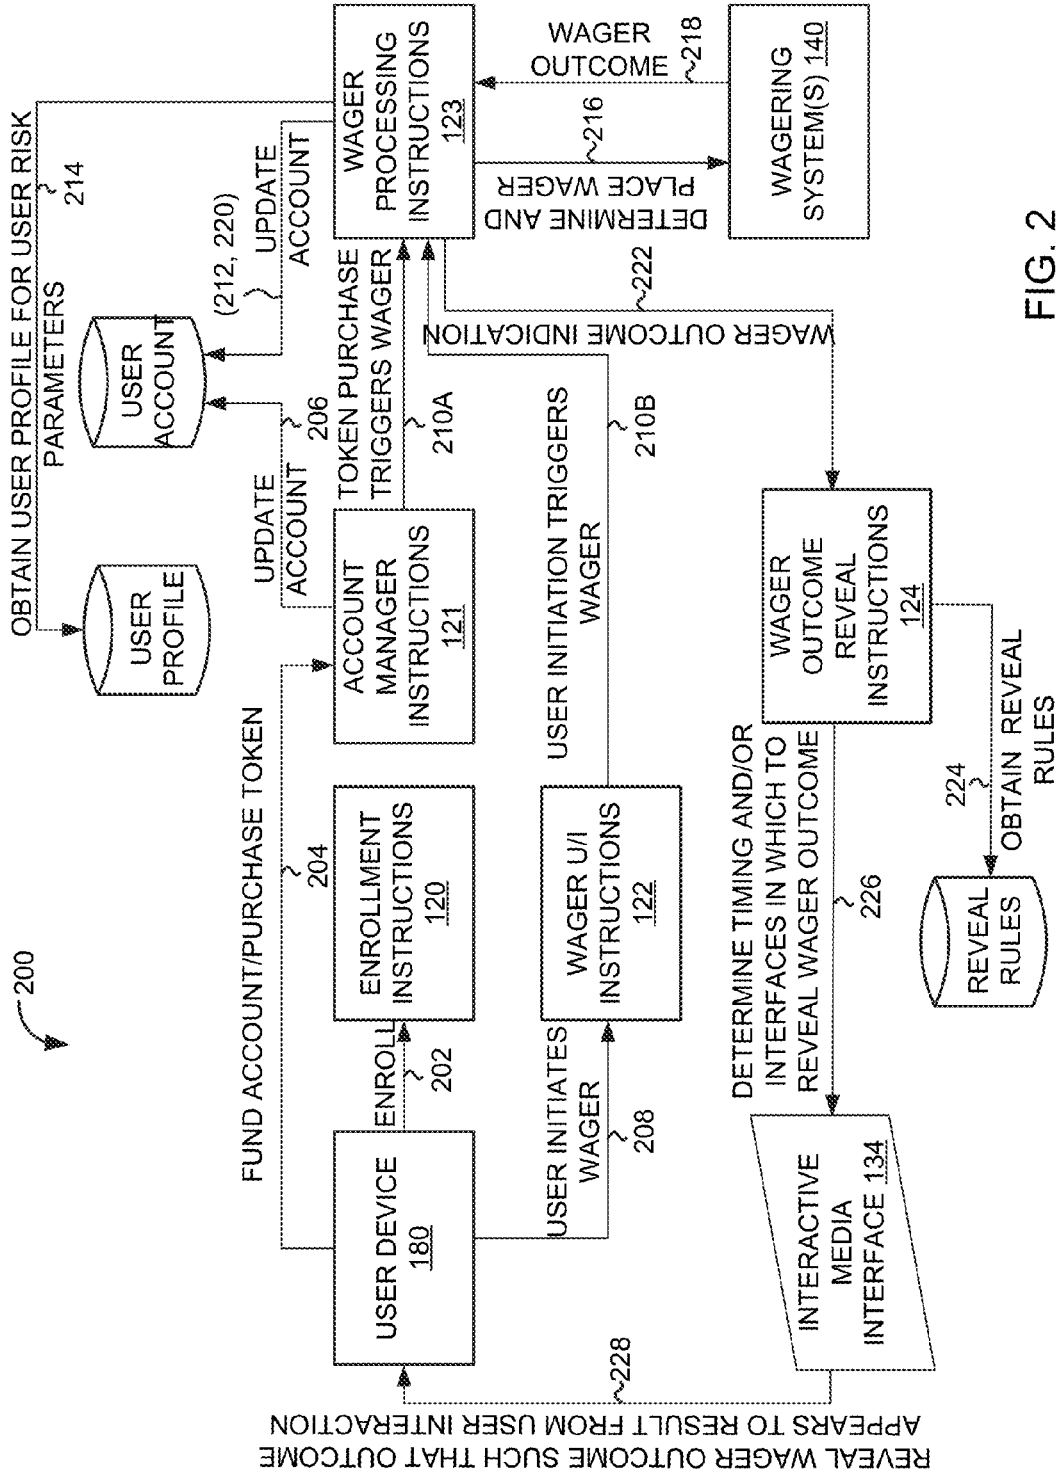 200
OBTAIN USER PROFILE FOR USER RISK
PARAMETERS
214
USER
PROFILE
USER
ACCOUNT
(212, 220)
UPDATE
ACCOUNT
206
UPDATE
ACCOUNT
FUND ACCOUNT/PURCHASE TOKEN
204
USER DEVICE
180
ENROLL
202
ENROLLMENT
INSTRUCTIONS
120
ACCOUNT
MANAGER
INSTRUCTIONS
121
TOKEN PURCHASE
TRIGGERS WAGER
210A
WAGER
PROCESSING
INSTRUCTIONS
123
WAGER
OUTCOME
218
216
DETERMINE AND
PLACE WAGER
WAGERING
SYSTEM(S) 140
USER INITIATES
WAGER
208
WAGER U/I
INSTRUCTIONS
122
USER INITIATION TRIGGERS
WAGER
210B
222
WAGER OUTCOME INDICATION
WAGER
OUTCOME
REVEAL
INSTRUCTIONS
124
DETERMINE TIMING AND/OR
INTERFACES IN WHICH TO
REVEAL WAGER OUTCOME
226
224
OBTAIN REVEAL
RULES
REVEAL
RULES
INTERACTIVE
MEDIA
INTERFACE 134
228
REVEAL WAGER OUTCOME SUCH THAT OUTCOME
APPEARS TO RESULT FROM USER INTERACTION
FIG. 2